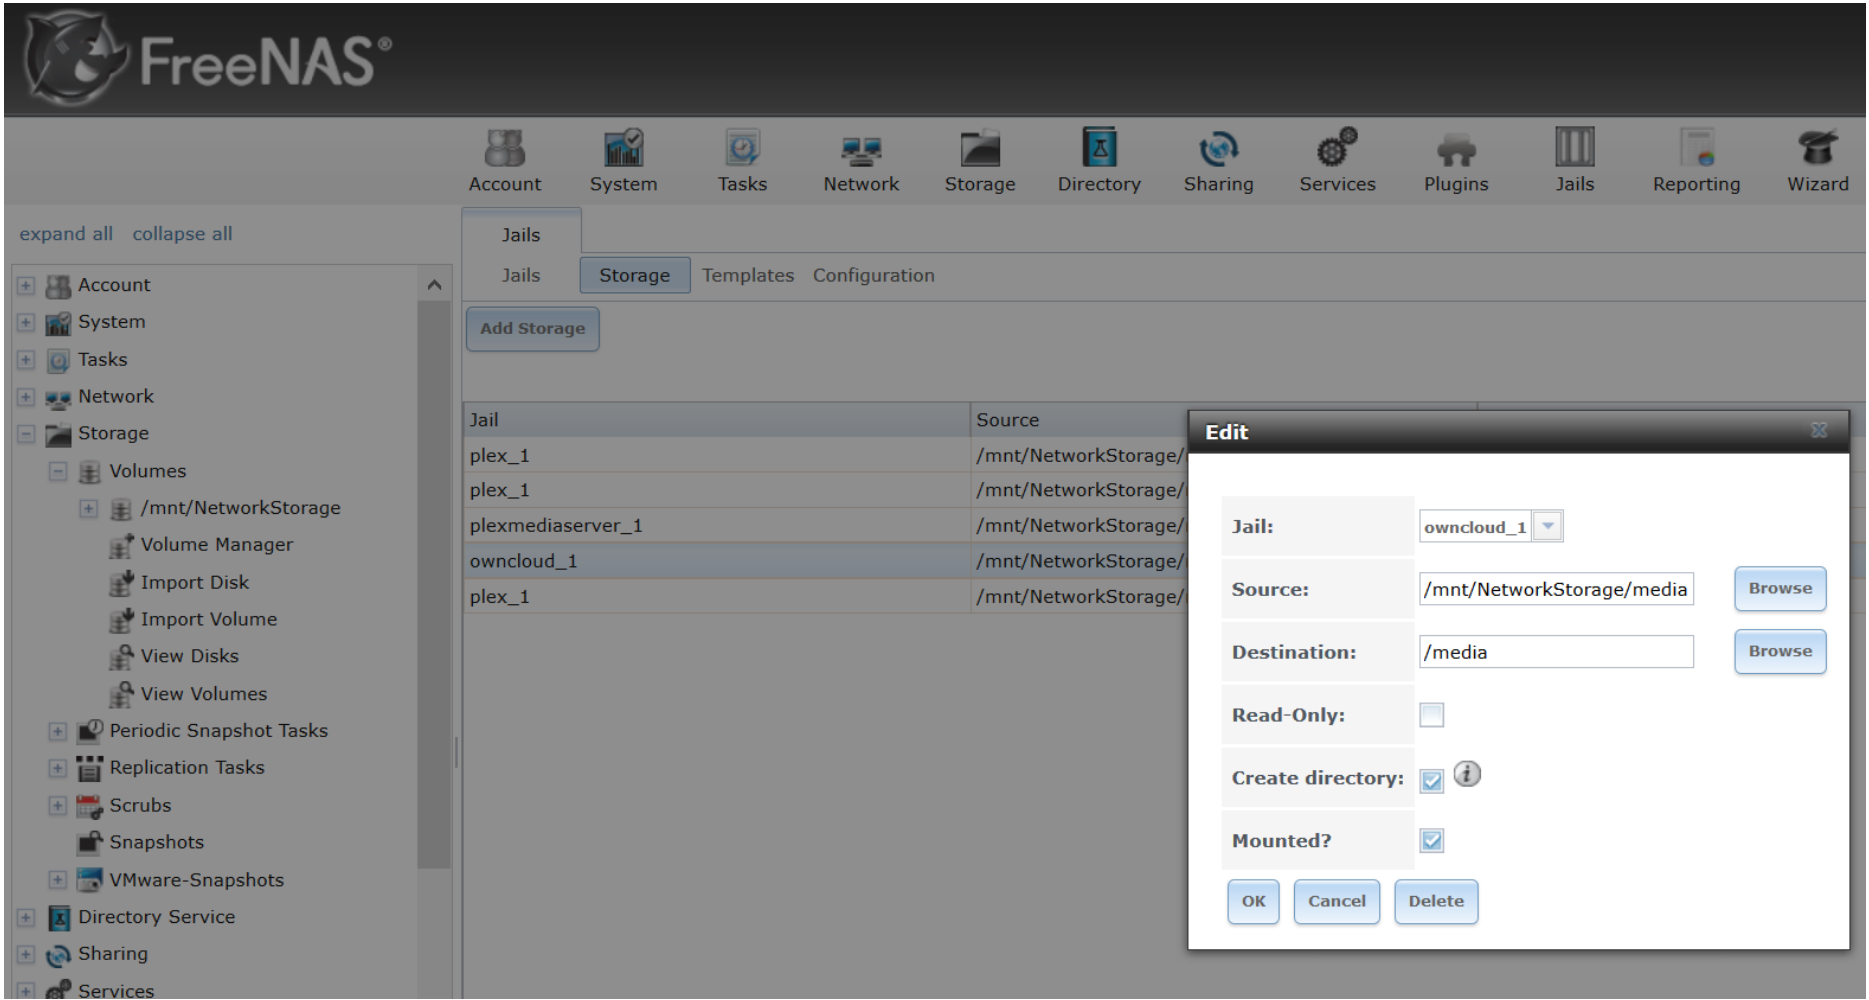 FreeNAS®
Account System Tasks Network Storage Directory Sharing Services Plugins Jails Reporting Wizard
expand all collapse all
Account
System
Tasks
Network
Storage
Volumes
/mnt/NetworkStorage
Volume Manager
Import Disk
Import Volume
View Disks
View Volumes
Periodic Snapshot Tasks
Replication Tasks
Scrubs
Snapshots
VMware-Snapshots
Directory Service
Sharing
Services
Jails
Jails Storage Templates Configuration
Add Storage
Jail Source
plex_1 /mnt/NetworkStorage/
plex_1 /mnt/NetworkStorage/
plexmediaserver_1 /mnt/NetworkStorage/
owncloud_1 /mnt/NetworkStorage/
plex_1 /mnt/NetworkStorage/
Edit
Jail: owncloud_1
Source: /mnt/NetworkStorage/media Browse
Destination: /media Browse
Read-Only:
Create directory:
Mounted?
OK Cancel Delete